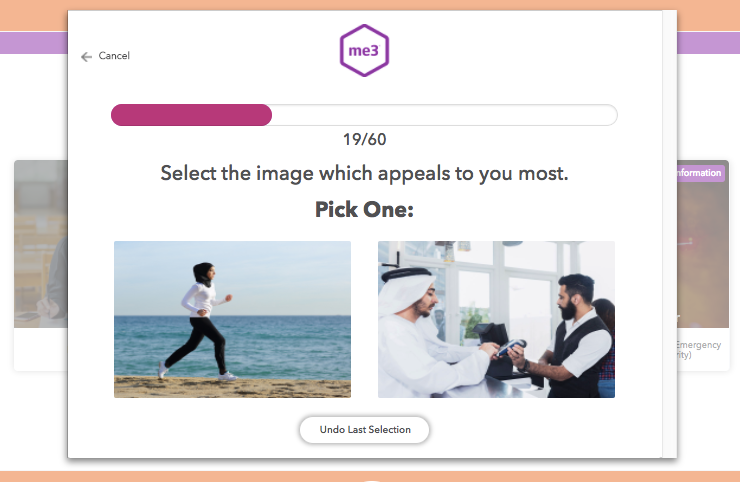 me3
Cancel
19/60
Select the image which appeals to you most.
Pick One:
nformation
Emergency
rity)
Undo Last Selection